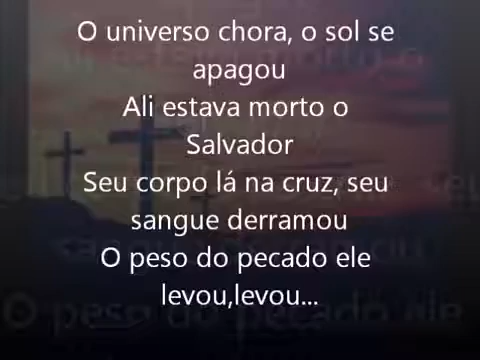 O universo chora, o sol se
apagou
Ali estava morto o
Salvador
Seu corpo lá na cruz, seu
sangue derramou
O peso do pecado ele
levou,levou...